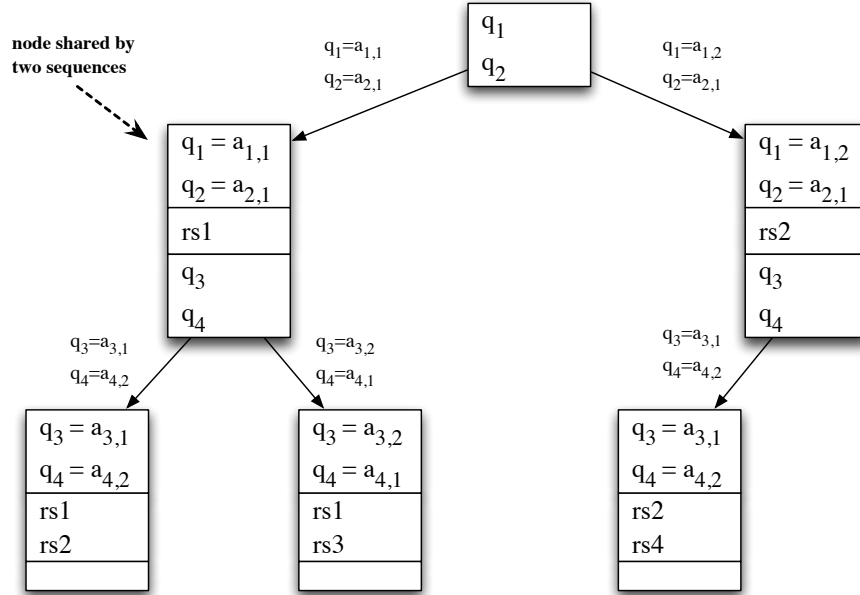 node shared by
two sequences
q1
q2
q1=a1,1
q2=a2,1
q1=a1,2
q2=a2,1
q1 = a1,1
q2 = a2,1
rs1
q3
q4
q1 = a1,2
q2 = a2,1
rs2
q3
q4
q3=a3,1
q4=a4,2
q3=a3,2
q4=a4,1
q3=a3,1
q4=a4,2
q3 = a3,1
q4 = a4,2
rs1
rs2
q3 = a3,2
q4 = a4,1
rs1
rs3
q3 = a3,1
q4 = a4,2
rs2
rs4